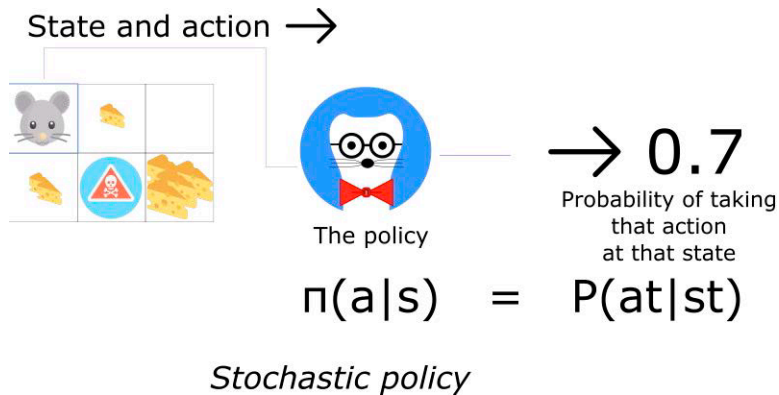 State and action →
→ 0.7
The policy
Probability of taking
that action
at that state
π(a|s) = P(at|st)
Stochastic policy